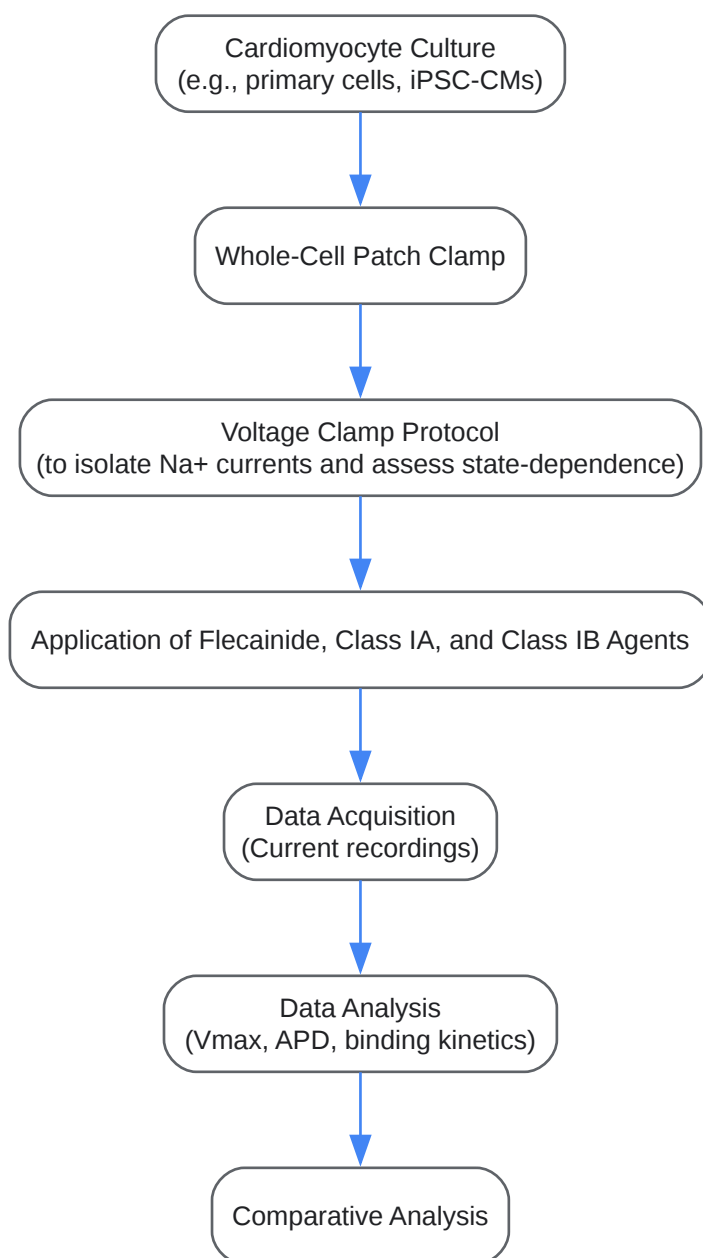 Cardiomyocyte Culture
(e.g., primary cells, iPSC-CMs)
Whole-Cell Patch Clamp
Voltage Clamp Protocol
(to isolate Na+ currents and assess state-dependence)
Application of Flecainide, Class IA, and Class IB Agents
Data Acquisition
(Current recordings)
Data Analysis
(Vmax, APD, binding kinetics)
Comparative Analysis